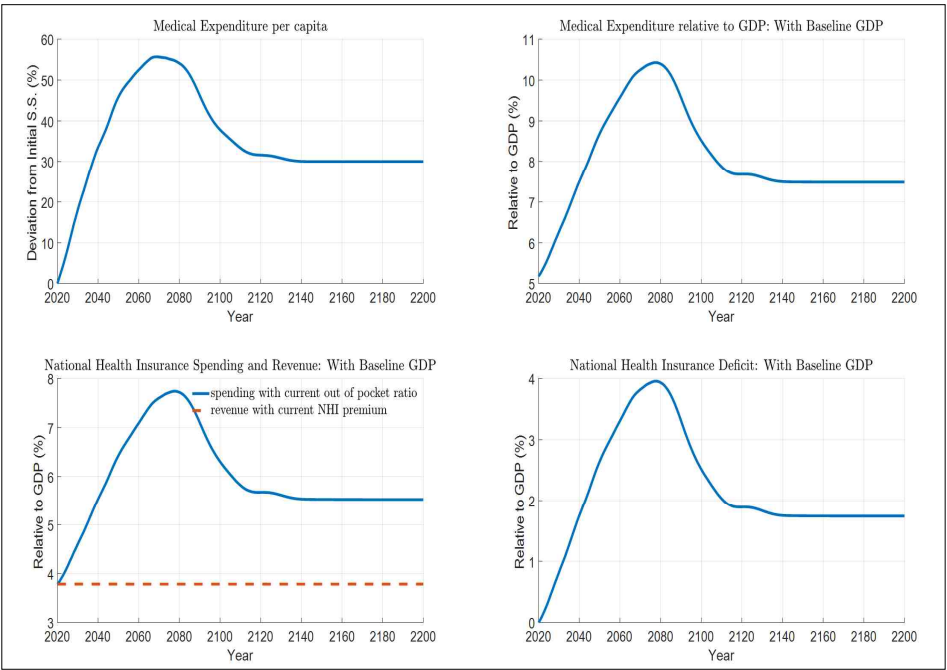 Medical Expenditure per capita
60
50
40
30
20
10
0
Deviation from Initial S.S. (%)
2020 2040 2060 2080 2100 2120 2140 2160 2180 2200
Year
Medical Expenditure relative to GDP: With Baseline GDP
11
10
9
8
7
6
5
Relative to GDP (%)
2020 2040 2060 2080 2100 2120 2140 2160 2180 2200
Year
National Health Insurance Spending and Revenue: With Baseline GDP
8
7
6
5
4
3
Relative to GDP (%)
spending with current out of pocket ratio
revenue with current NHI premium
2020 2040 2060 2080 2100 2120 2140 2160 2180 2200
Year
National Health Insurance Deficit: With Baseline GDP
4
3
2
1
0
Relative to GDP (%)
2020 2040 2060 2080 2100 2120 2140 2160 2180 2200
Year